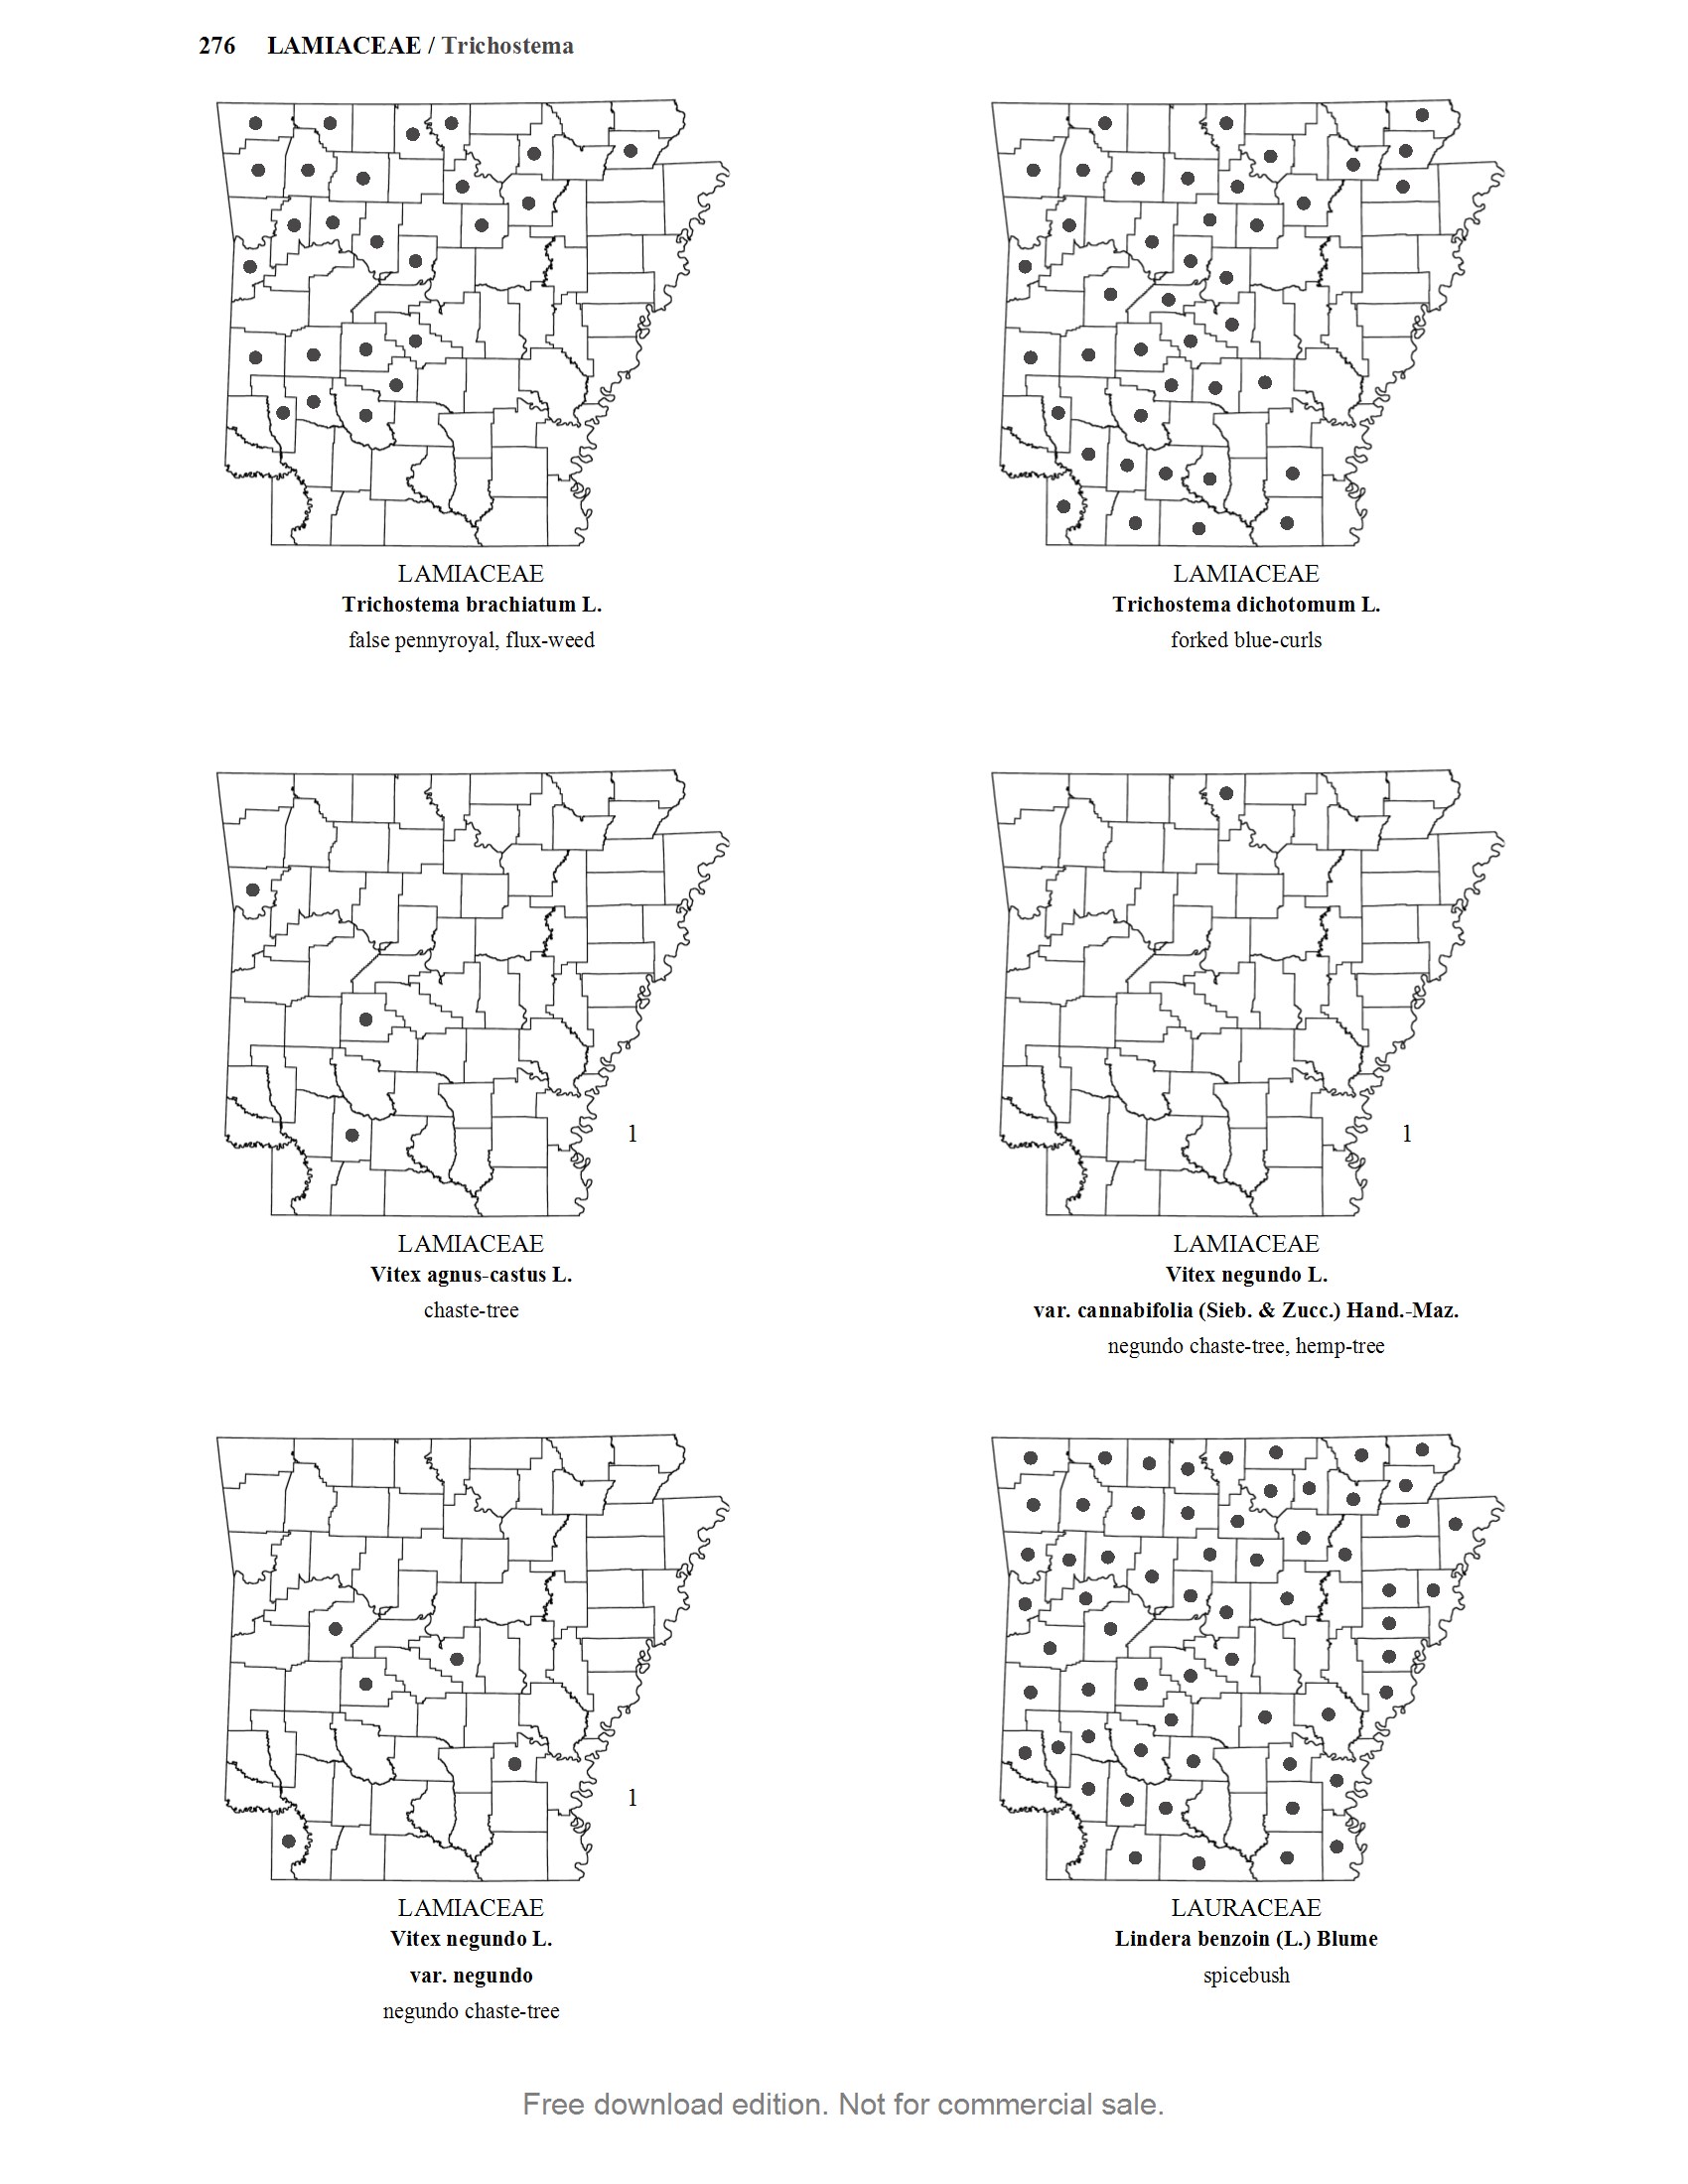 276 LAMIACEAE / Trichostema
LAMIACEAE
Trichostema brachiatum L.
false pennyroyal, flux-weed
LAMIACEAE
Trichostema dichotomum L.
forked blue-curls
1
LAMIACEAE
Vitex agnus-castus L.
chaste-tree
1
LAMIACEAE
Vitex negundo L.
var. cannabifolia (Sieb. & Zucc.) Hand.-Maz.
negundo chaste-tree, hemp-tree
1
LAMIACEAE
Vitex negundo L.
var. negundo
negundo chaste-tree
LAURACEAE
Lindera benzoin (L.) Blume
spicebush
Free download edition. Not for commercial sale.